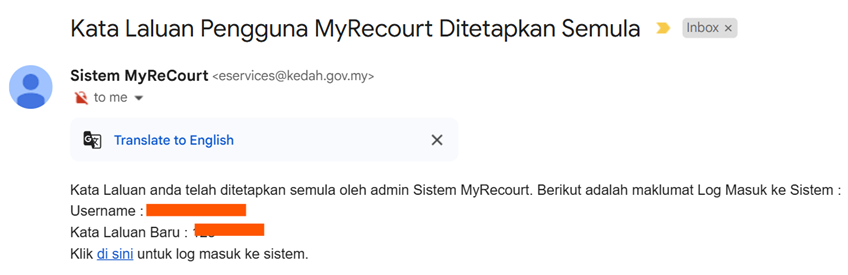 Kata Laluan Pengguna MyRecourt Ditetapkan Semula
Inbox ×
Sistem MyReCourt <eservices@kedah.gov.my>
to me
Translate to English
Kata Laluan anda telah ditetapkan semula oleh admin Sistem MyRecourt. Berikut adalah maklumat Log Masuk ke Sistem :
Username :
Kata Laluan Baru :
Klik di sini untuk log masuk ke sistem.